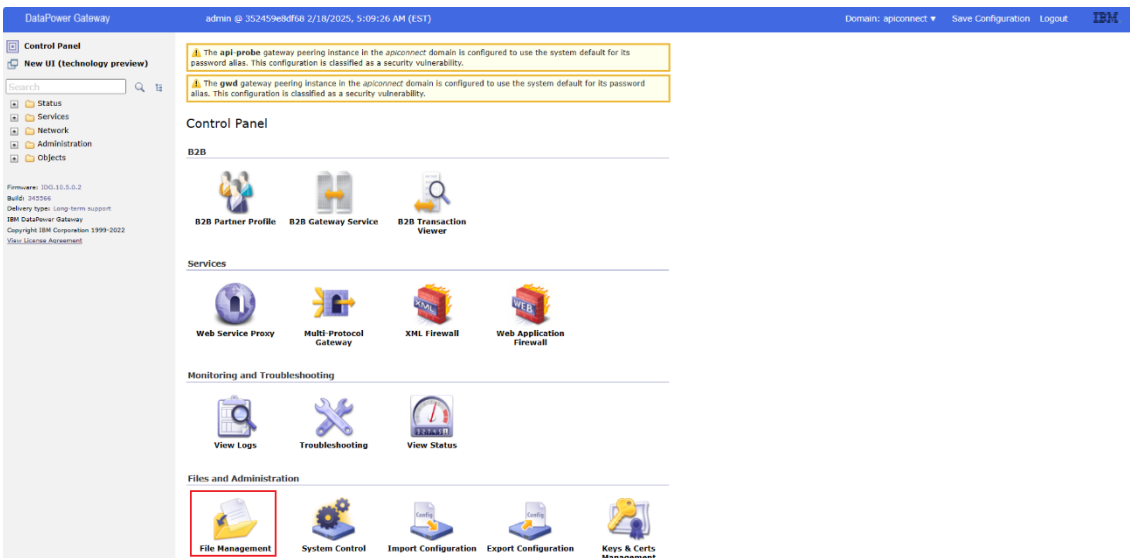 DataPower Gateway
admin @ 352459e8df68 2/18/2025, 5:09:26 AM (EST)
Domain: apiconnect ▾
Save Configuration
Logout
IBM.
Control Panel
New UI (technology preview)
Search
Status
Services
Network
Administration
Objects
Firmware: IDG.10.5.0.2
Build: 345566
Delivery type: Long-term support
IBM DataPower Gateway
Copyright IBM Corporation 1999-2022
View License Agreement
The api-probe gateway peering instance in the apiconnect domain is configured to use the system default for its
password alias. This configuration is classified as a security vulnerability.
The gwd gateway peering instance in the apiconnect domain is configured to use the system default for its password
alias. This configuration is classified as a security vulnerability.
Control Panel
B2B
B2B Partner Profile
B2B Gateway Service
B2B Transaction
Viewer
Services
XML
WEB
Web Service Proxy
Multi-Protocol
Gateway
XML Firewall
Web Application
Firewall
Monitoring and Troubleshooting
View Logs
Troubleshooting
View Status
Files and Administration
Config
Config
File Management
System Control
Import Configuration
Export Configuration
Keys & Certs
Management